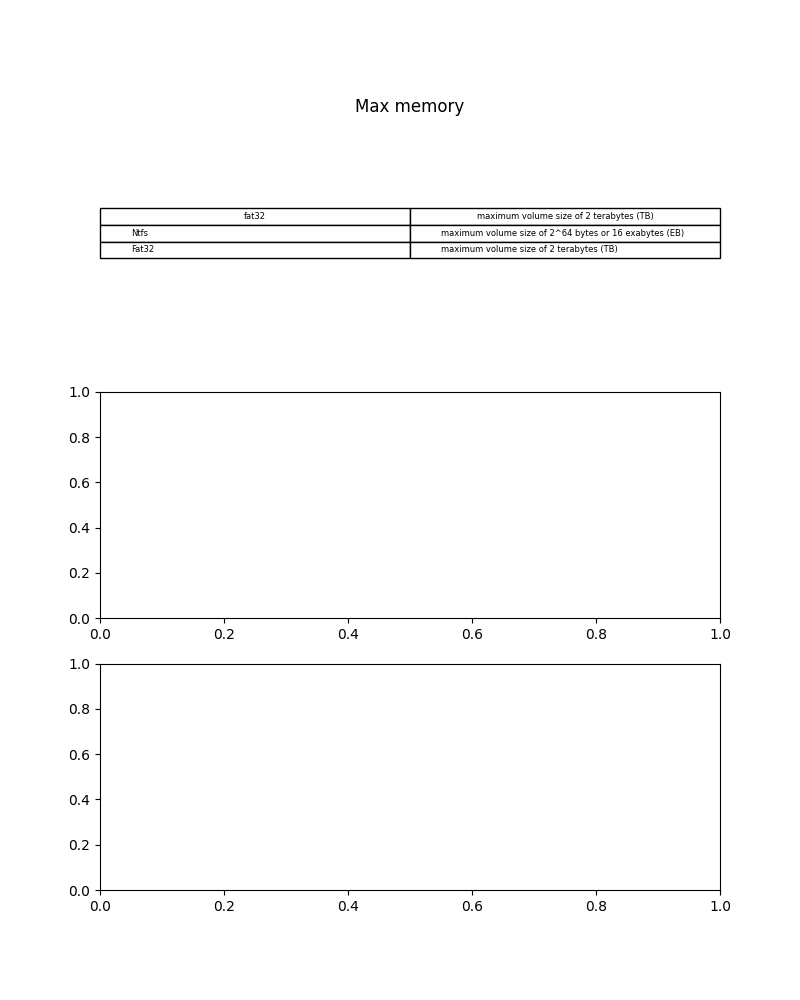 Max memory
fat32 maximum volume size of 2 terabytes (TB)
Ntfs maximum volume size of 2^64 bytes or 16 exabytes (EB)
Fat32 maximum volume size of 2 terabytes (TB)
1.0
0.8
0.6
0.4
0.2
0.0
0.0 0.2 0.4 0.6 0.8 1.0
1.0
0.8
0.6
0.4
0.2
0.0
0.0 0.2 0.4 0.6 0.8 1.0